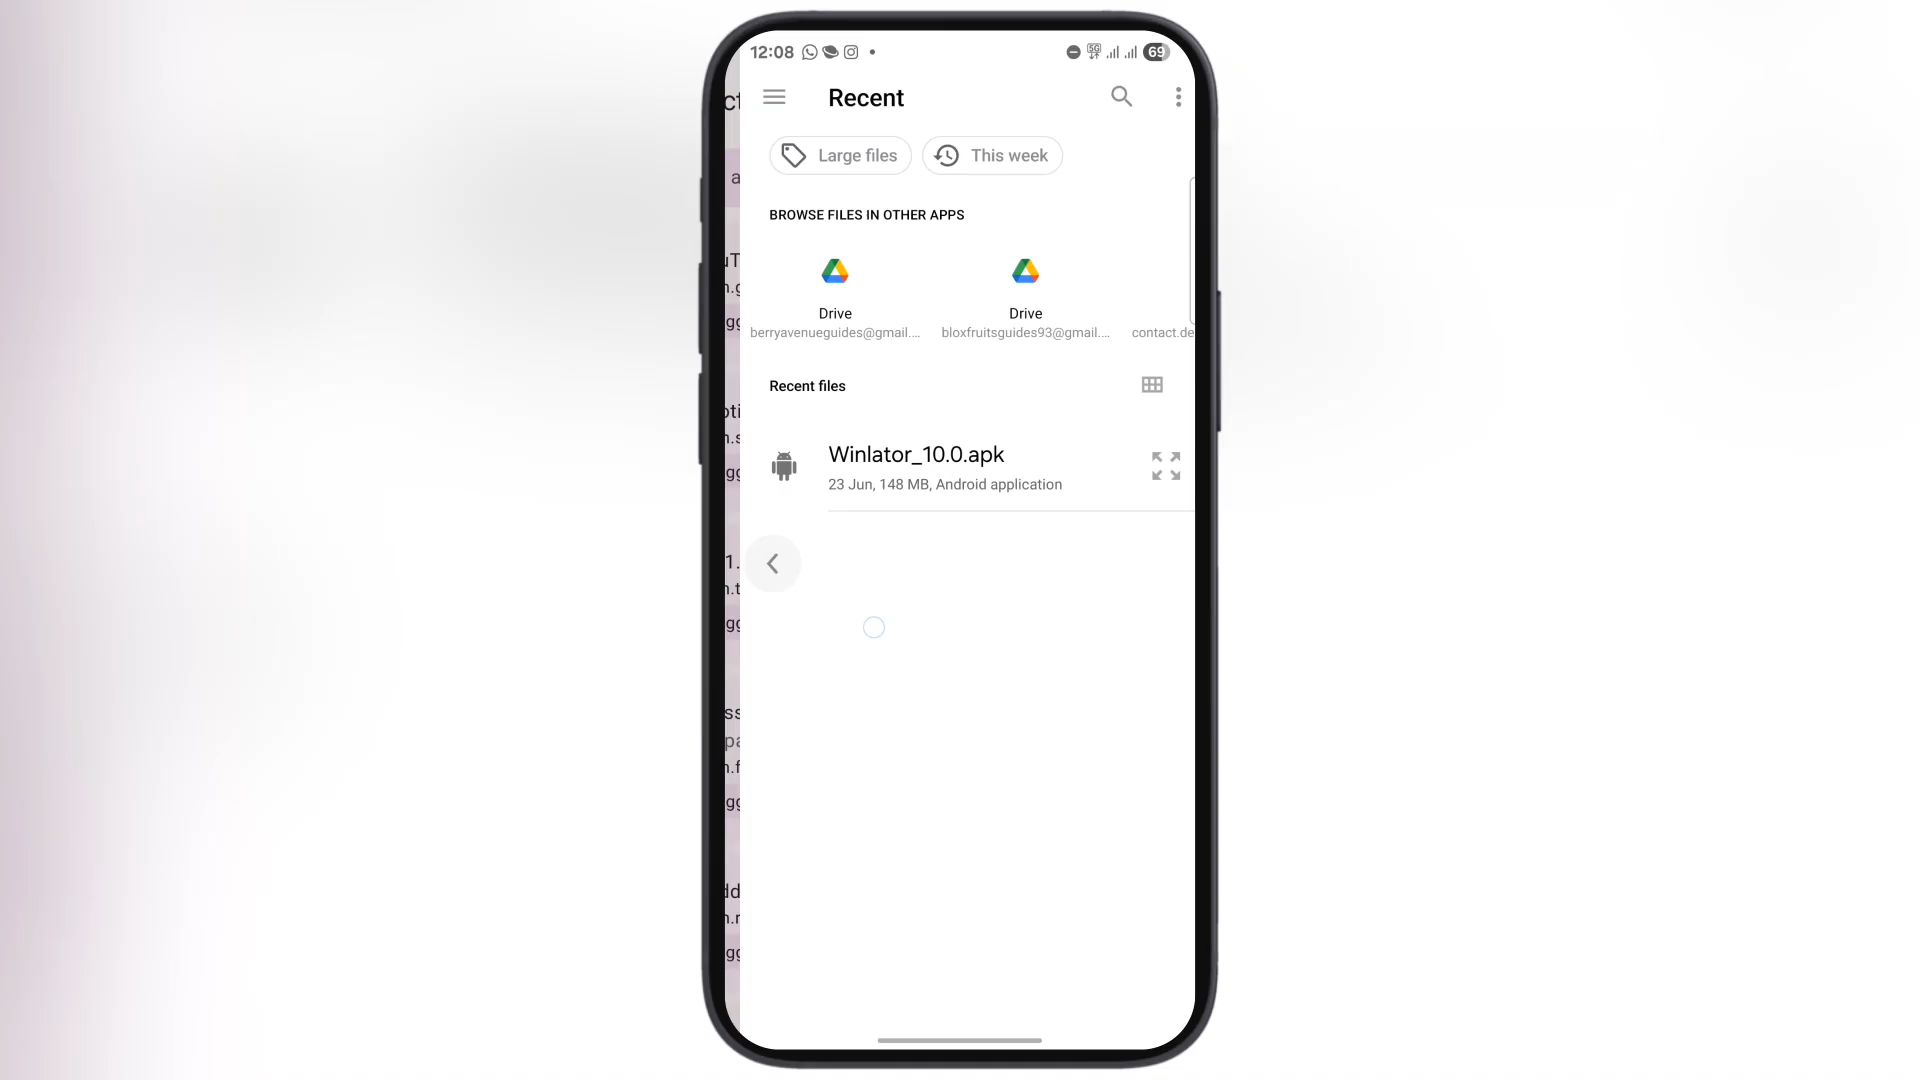 12:08
5G
69
Recent
Large files
This week
BROWSE FILES IN OTHER APPS
Drive
berryavenueguides@gmail....
Drive
bloxfruitsguides93@gmail....
contact.de
Recent files
Winlator_10.0.apk
23 Jun, 148 MB, Android application